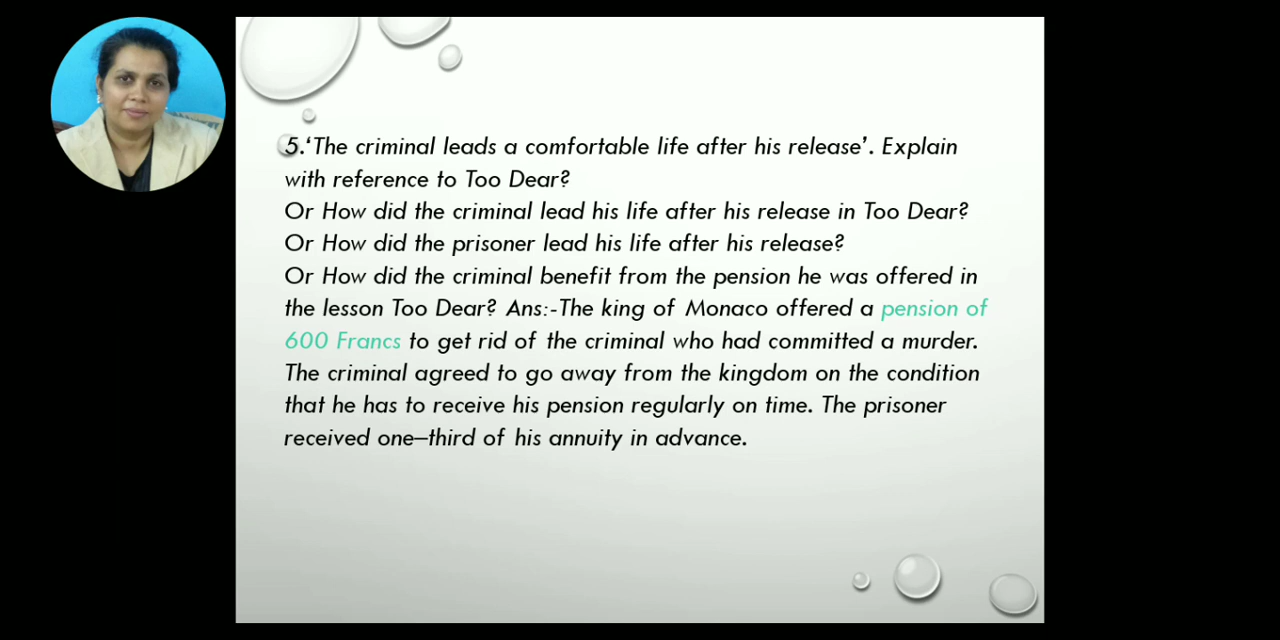 5.‘The criminal leads a comfortable life after his release’. Explain
with reference to Too Dear?
Or How did the criminal lead his life after his release in Too Dear?
Or How did the prisoner lead his life after his release?
Or How did the criminal benefit from the pension he was offered in
the lesson Too Dear? Ans:-The king of Monaco offered a pension of
600 Francs to get rid of the criminal who had committed a murder.
The criminal agreed to go away from the kingdom on the condition
that he has to receive his pension regularly on time. The prisoner
received one–third of his annuity in advance.